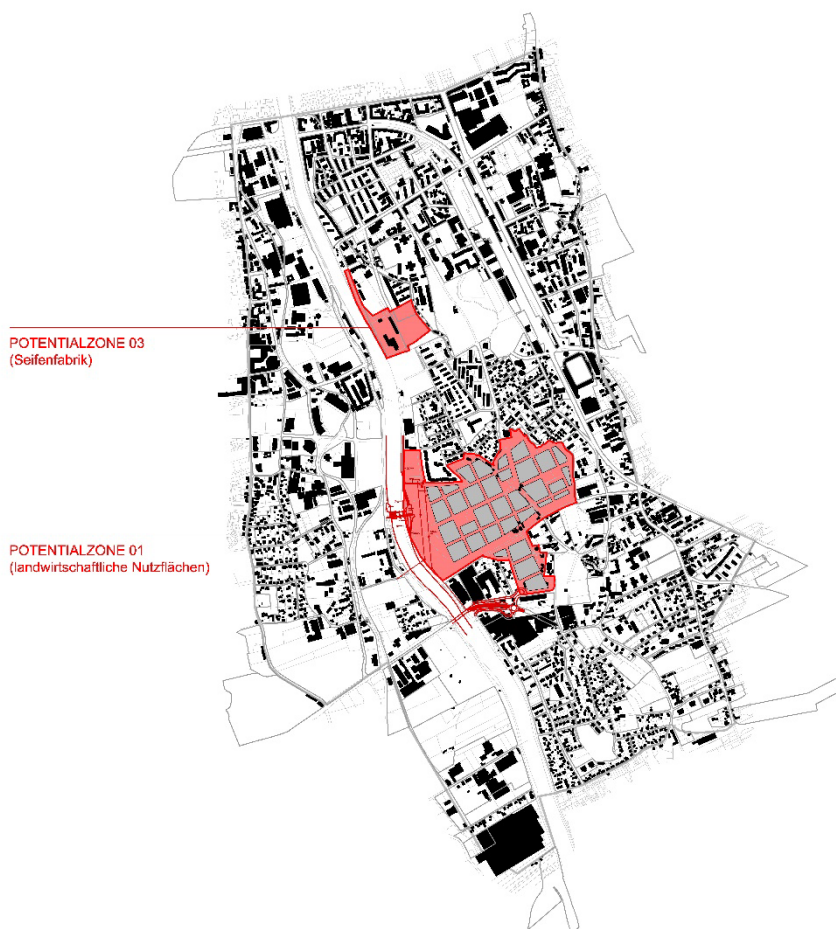 POTENTIALZONE 03
(Seifenfabrik)
POTENTIALZONE 01
(landwirtschaftliche Nutzflächen)